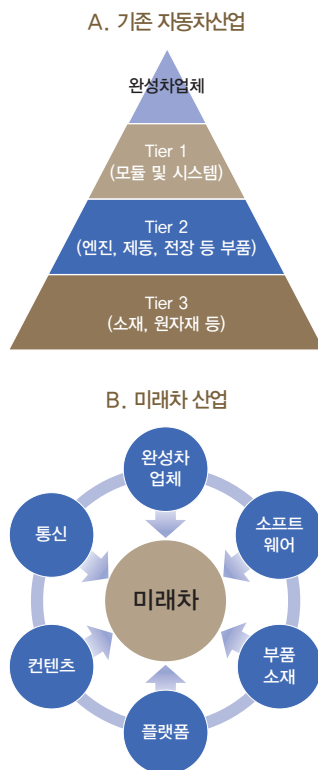 A. 기존 자동차산업
완성차업체
Tier 1
(모듈 및 시스템)
Tier 2
(엔진, 제동, 전장 등 부품)
Tier 3
(소재, 원자재 등)
B. 미래차 산업
완성차
업체
통신
소프트
웨어
미래차
컨텐츠
부품
소재
플랫폼